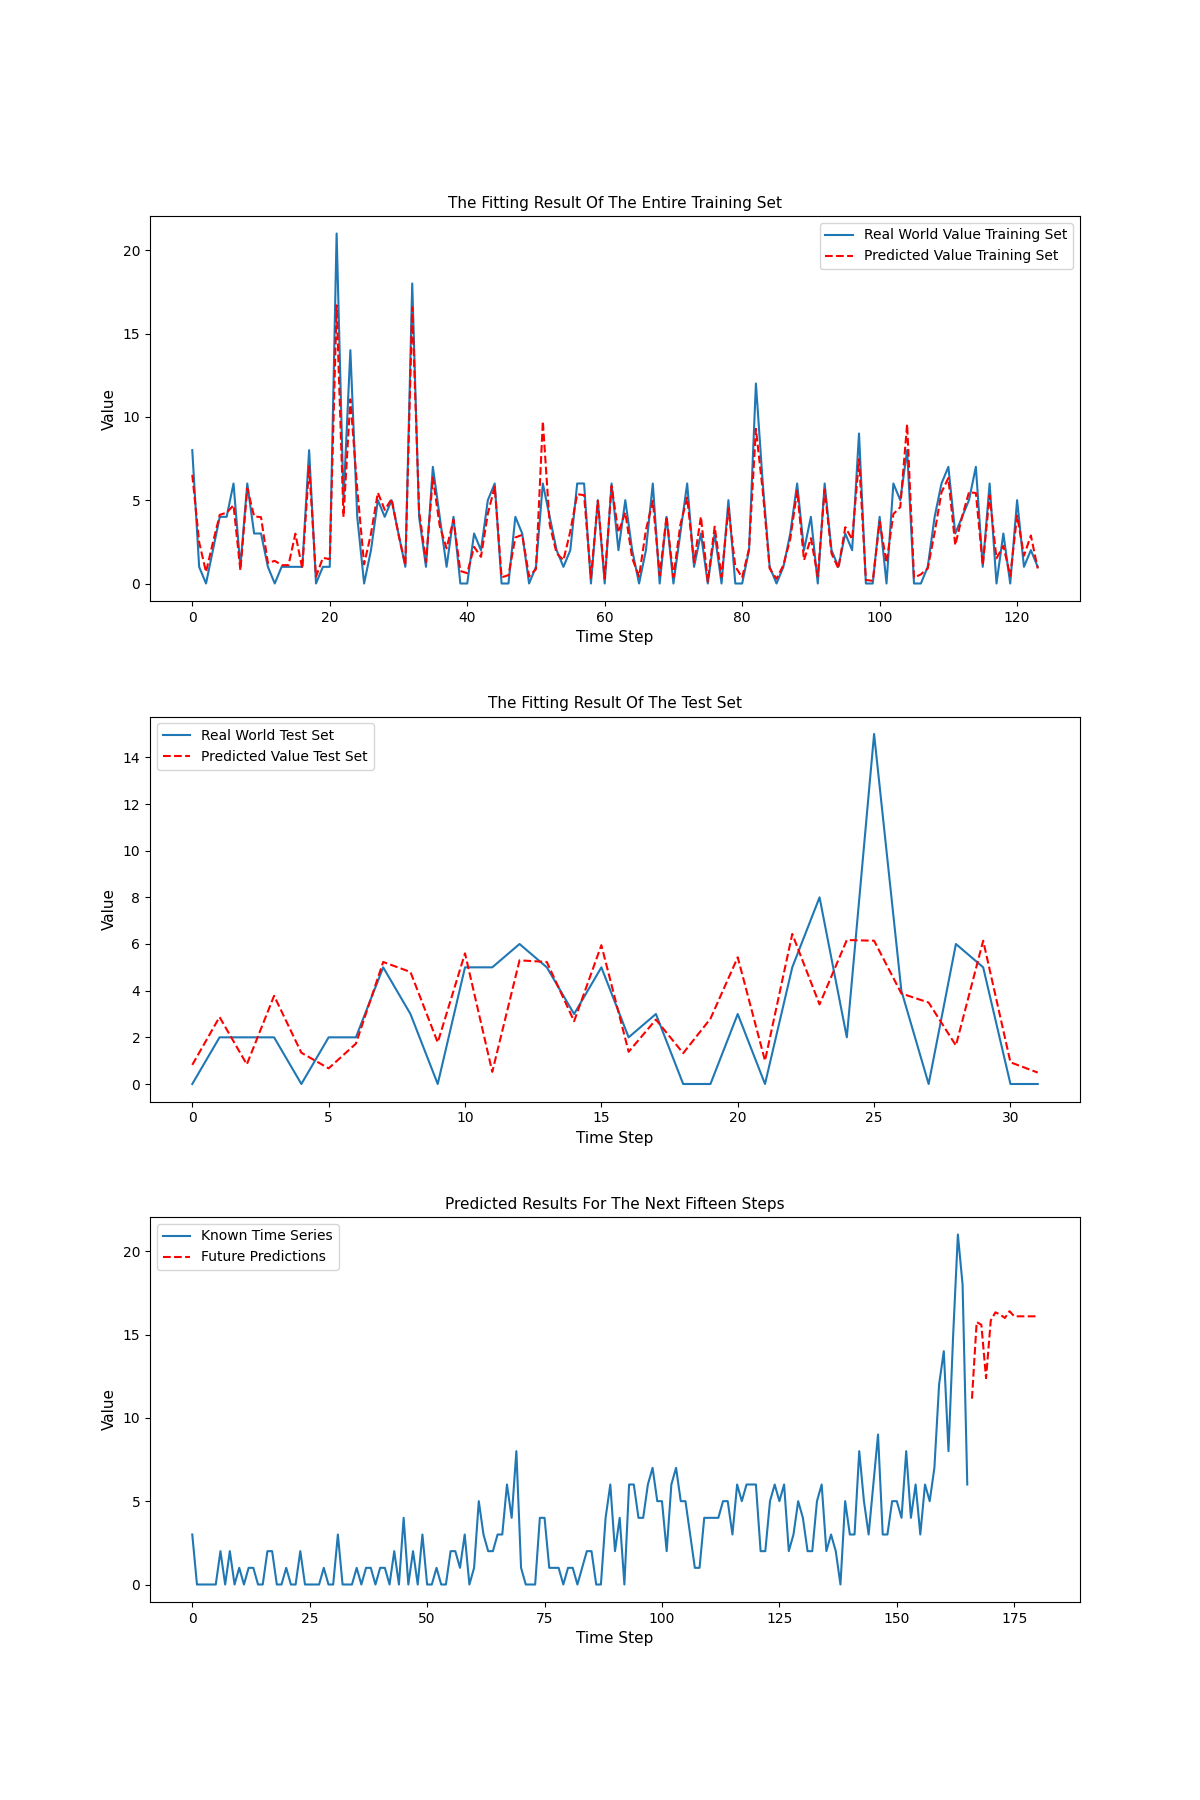 The Fitting Result Of The Entire Training Set
Real World Value Training Set
Predicted Value Training Set
20
15
10
5
0
Value
0 20 40 60 80 100 120
Time Step
The Fitting Result Of The Test Set
Real World Test Set
Predicted Value Test Set
14
12
10
8
6
4
2
0
Value
0 5 10 15 20 25 30
Time Step
Predicted Results For The Next Fifteen Steps
Known Time Series
Future Predictions
20
15
10
5
0
Value
0 25 50 75 100 125 150 175
Time Step